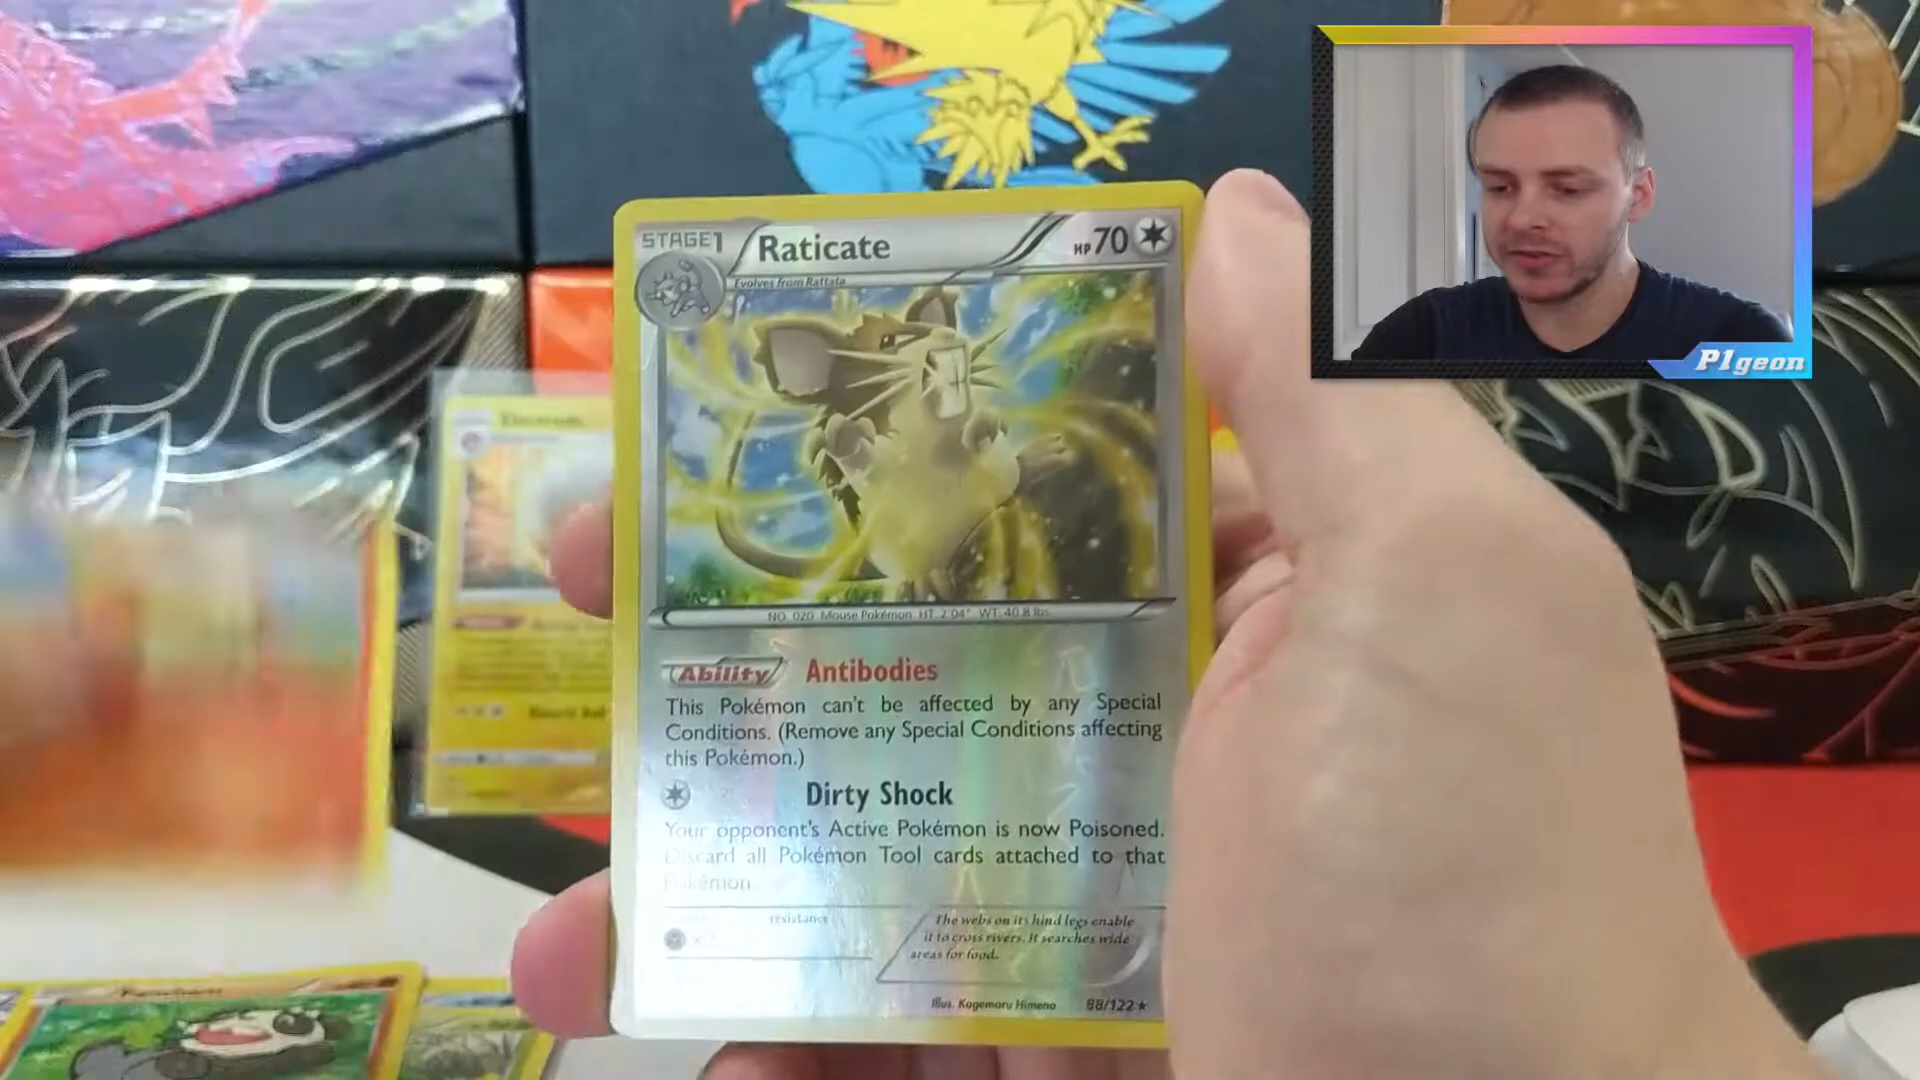 P1geon
STAGE1
Raticate
HP70
Evolves from Rattata
NO. 020 Mouse Pokémon HT. 2'04" WT. 40.8 lbs.
Ability Antibodies
This Pokémon can't be affected by any Special
Conditions. (Remove any Special Conditions affecting
this Pokémon.)
Dirty Shock
Your opponent's Active Pokémon is now Poisoned.
Discard all Pokémon Tool cards attached to that
Pokémon.
resistance
The webs on its hind legs enable
it to cross rivers. It searches wide
areas for food.
Illus. Kagemaru Himeno
88/122